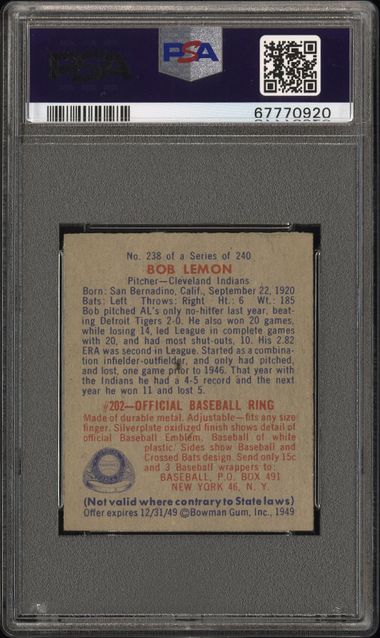 PSA
PSA
67770920
No. 238 of a Series of 240
BOB LEMON
Pitcher—Cleveland Indians
Born: San Bernadino, Calif., September 22, 1920
Bats: Left Throws: Right Ht.: 6 Wt.: 185
Bob pitched AL's only no-hitter last year, beat-
ing Detroit Tigers 2-0. He also won 20 games,
while losing 14, led League in complete games
with 20, and had most shut-outs, 10. His 2.82
ERA was second in League. Started as a combina-
tion infielder-outfielder, and only had pitched,
and lost, one game prior to 1946. That year with
the Indians he had a 4-5 record and the next
year he won 11 and lost 5.
#202—OFFICIAL BASEBALL RING
Made of durable metal. Adjustable—fits any size
finger. Silverplate oxidized finish shows detail of
official Baseball Emblem. Baseball of white
plastic. Sides show Baseball and
Crossed Bats design. Send only 15c
and 3 Baseball wrappers to:
BASEBALL, P.O. BOX 491
NEW YORK 46, N. Y.
(Not valid where contrary to State laws)
Offer expires 12/31/49 ©Bowman Gum, Inc., 1949